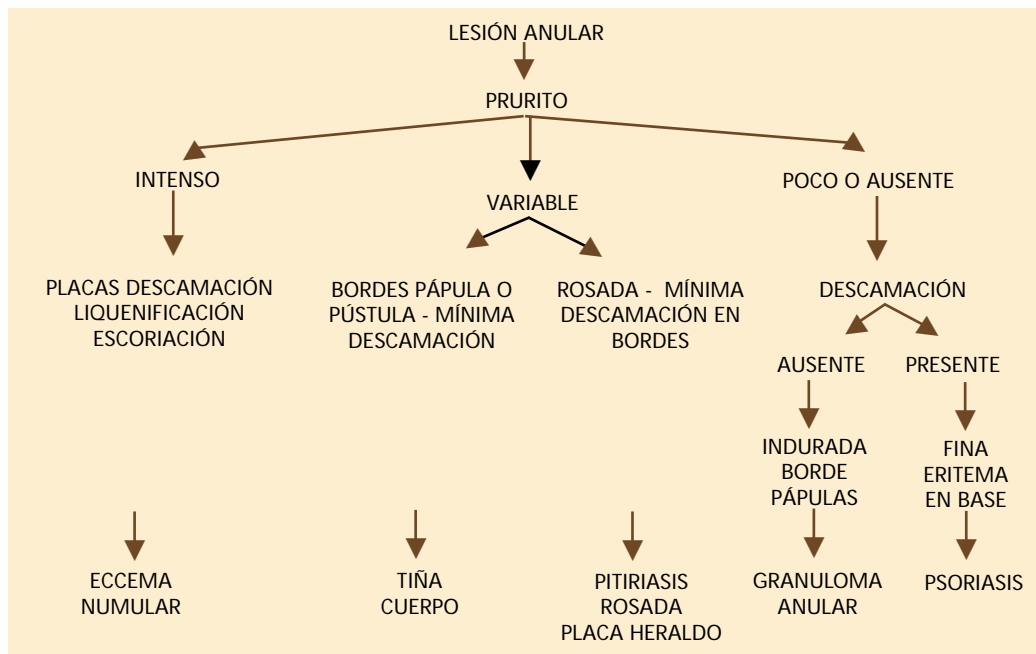 LESIÓN ANULAR
PRURITO
INTENSO
VARIABLE
POCO O AUSENTE
PLACAS DESCAMACIÓN
LIQUENIFICACIÓN
ESCORIACIÓN
BORDES PÁPULA O
PÚSTULA - MÍNIMA
DESCAMACIÓN
ROSADA - MÍNIMA
DESCAMACIÓN EN
BORDES
DESCAMACIÓN
AUSENTE
PRESENTE
INDURADA
BORDE
PÁPULAS
FINA
ERITEMA
EN BASE
ECCEMA
NUMULAR
TIÑA
CUERPO
PITIRIASIS
ROSADA
PLACA HERALDO
GRANULOMA
ANULAR
PSORIASIS